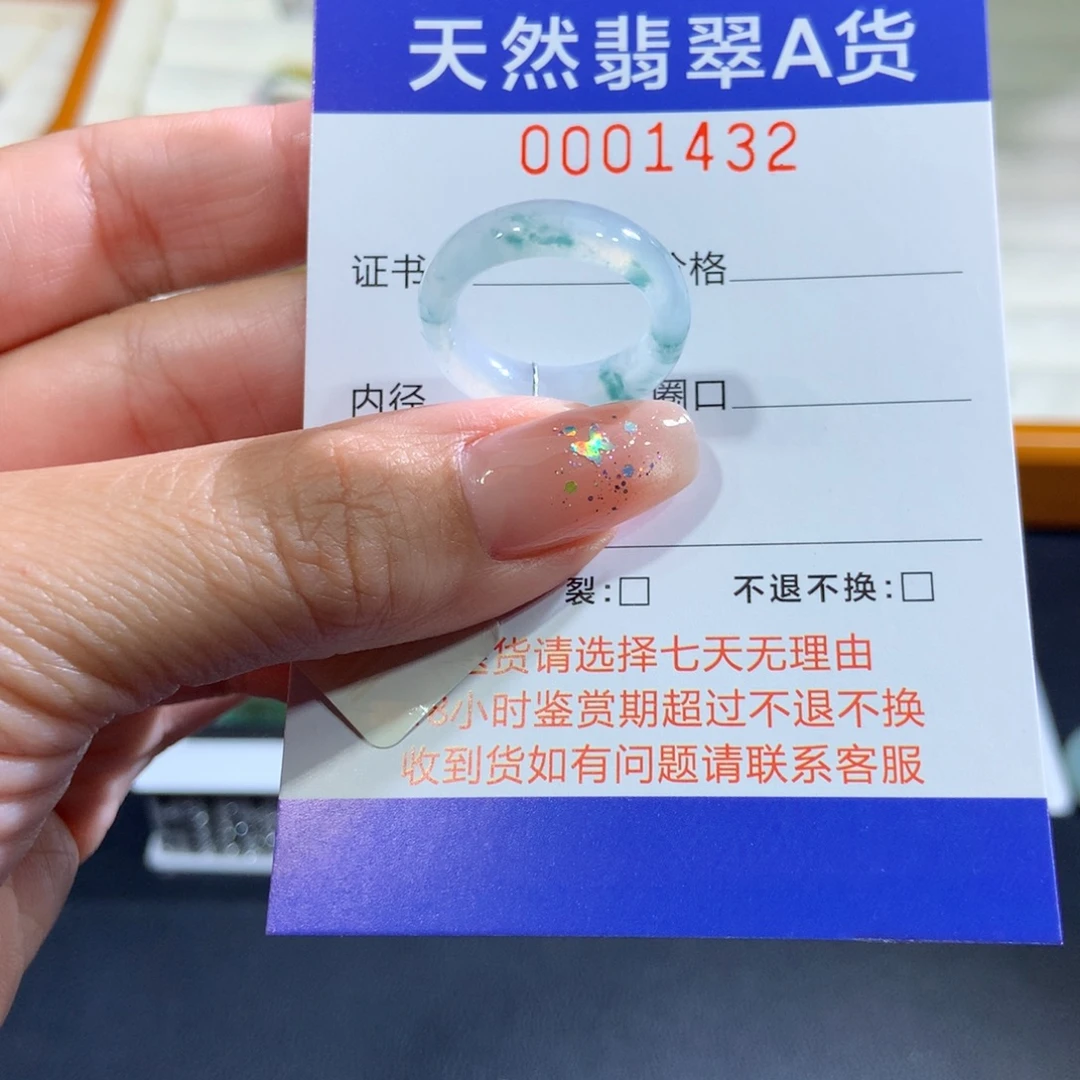 天然翡翠A货
0001432
证书 格
内径 圈口
裂:□ 不退不换:□
货请选择七天无理由
8小时鉴赏期超过不退不换
收到货如有问题请联系客服